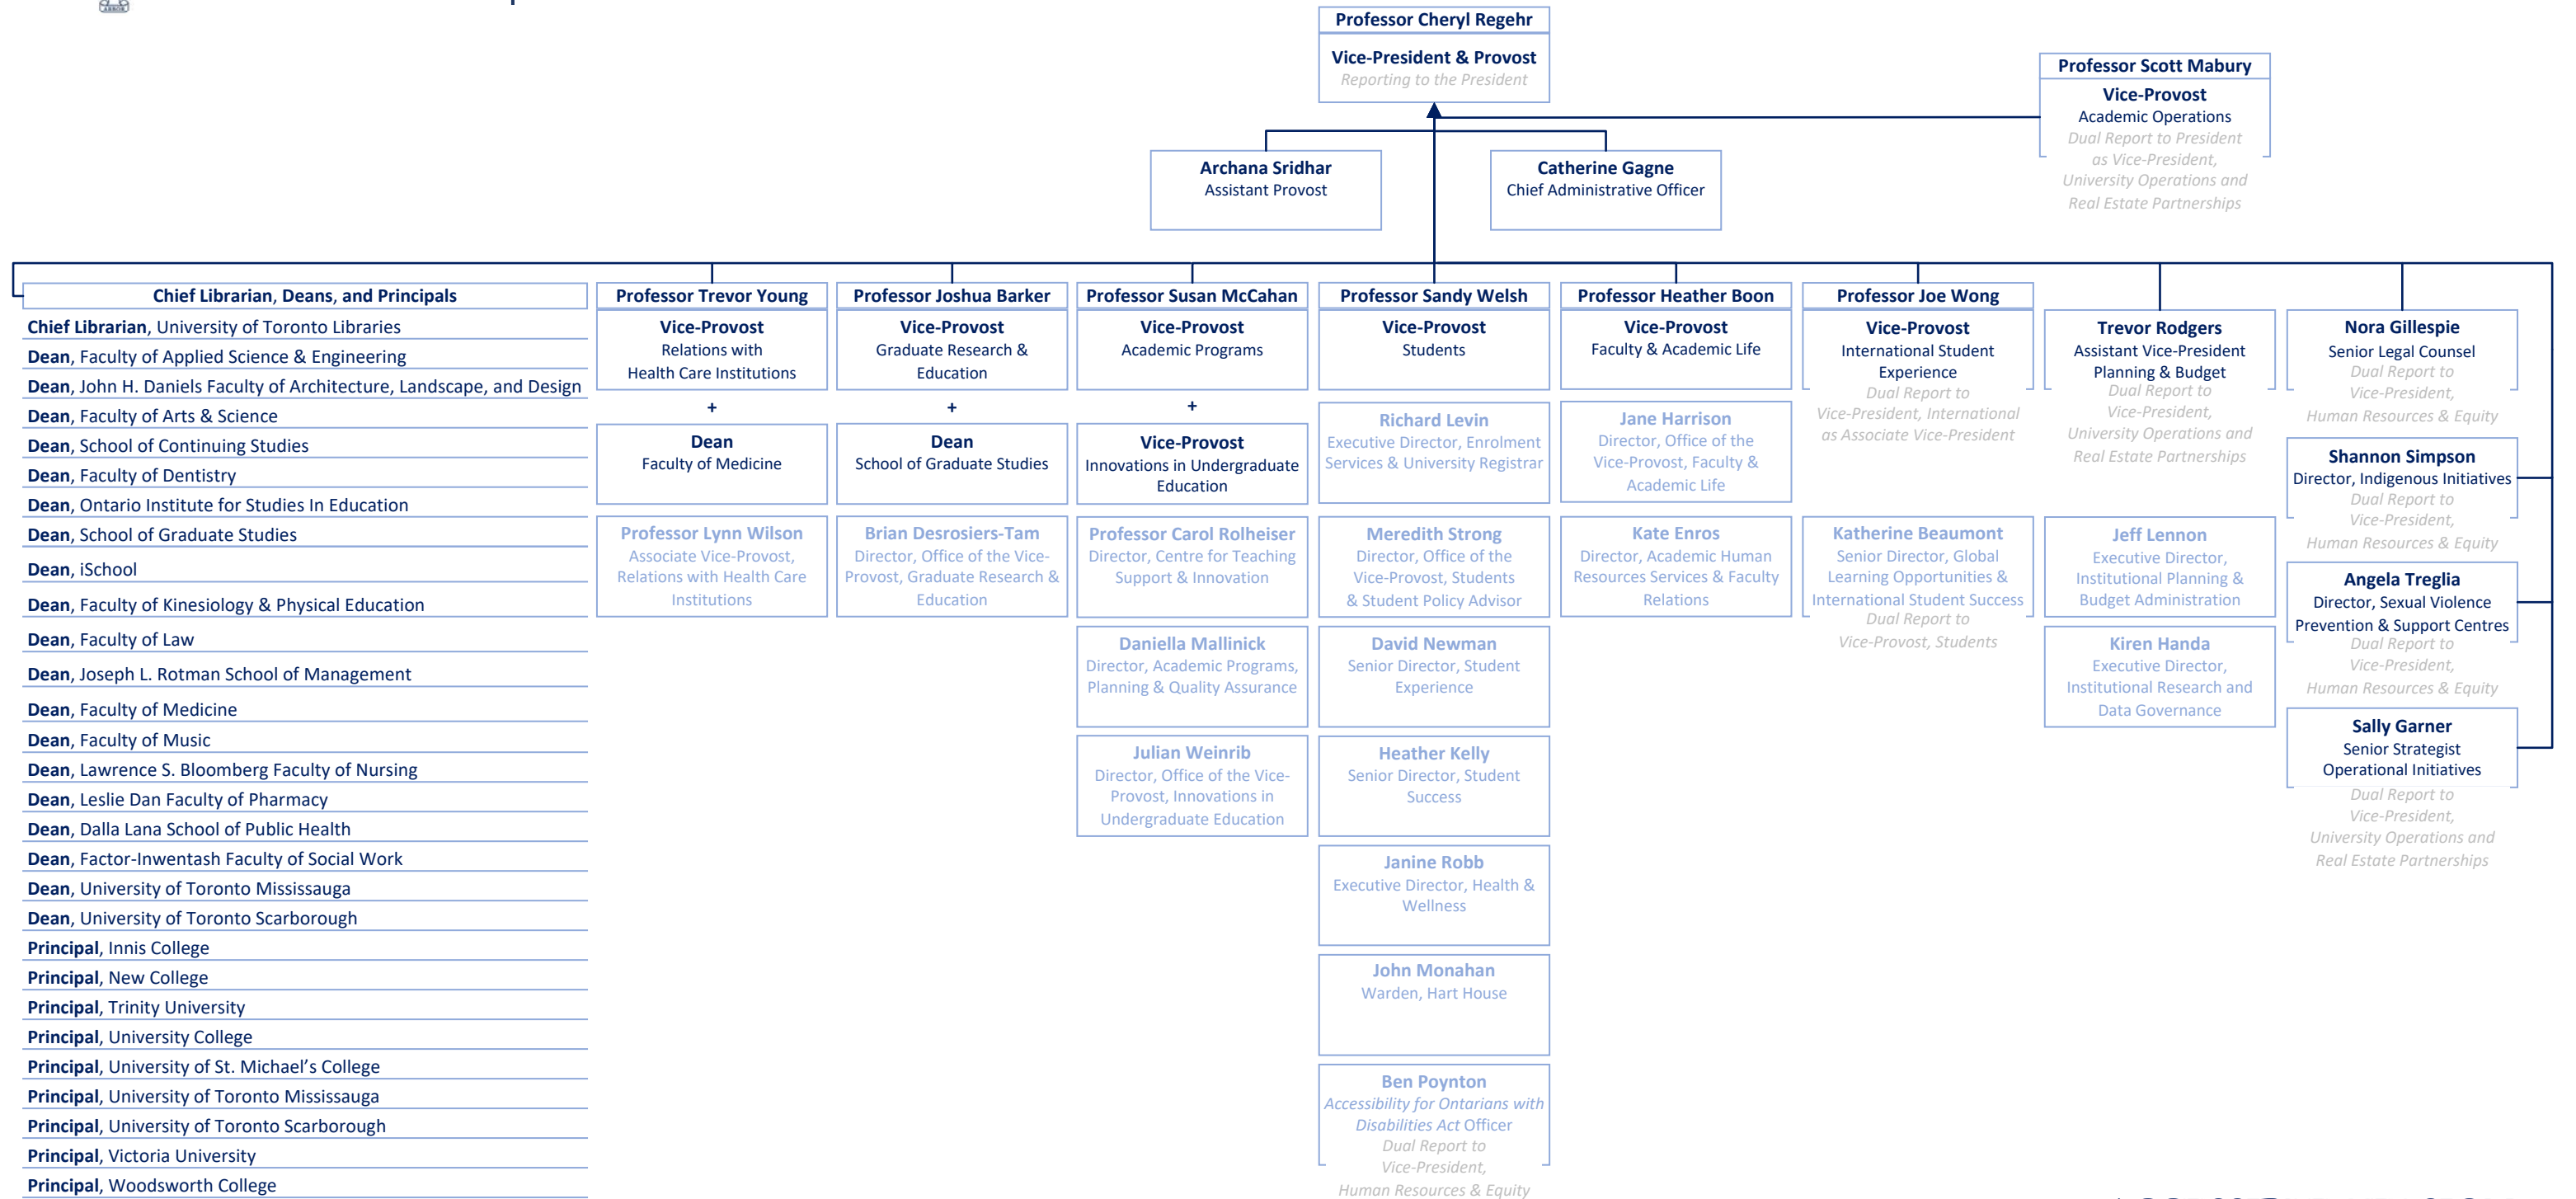 Professor Cheryl Regehr
Vice-President & Provost
Reporting to the President
Professor Scott Mabury
Vice-Provost
Academic Operations
Dual Report to President
as Vice-President,
University Operations and
Real Estate Partnerships
Archana Sridhar
Assistant Provost
Catherine Gagne
Chief Administrative Officer
Chief Librarian, Deans, and Principals
Chief Librarian, University of Toronto Libraries
Dean, Faculty of Applied Science & Engineering
Dean, John H. Daniels Faculty of Architecture, Landscape, and Design
Dean, Faculty of Arts & Science
Dean, School of Continuing Studies
Dean, Faculty of Dentistry
Dean, Ontario Institute for Studies In Education
Dean, School of Graduate Studies
Dean, iSchool
Dean, Faculty of Kinesiology & Physical Education
Dean, Faculty of Law
Dean, Joseph L. Rotman School of Management
Dean, Faculty of Medicine
Dean, Faculty of Music
Dean, Lawrence S. Bloomberg Faculty of Nursing
Dean, Leslie Dan Faculty of Pharmacy
Dean, Dalla Lana School of Public Health
Dean, Factor-Inwentash Faculty of Social Work
Dean, University of Toronto Mississauga
Dean, University of Toronto Scarborough
Principal, Innis College
Principal, New College
Principal, Trinity University
Principal, University College
Principal, University of St. Michael’s College
Principal, University of Toronto Mississauga
Principal, University of Toronto Scarborough
Principal, Victoria University
Principal, Woodsworth College
Professor Trevor Young
Vice-Provost
Relations with
Health Care Institutions
+
Dean
Faculty of Medicine
Professor Lynn Wilson
Associate Vice-Provost,
Relations with Health Care
Institutions
Professor Joshua Barker
Vice-Provost
Graduate Research &
Education
+
Dean
School of Graduate Studies
Brian Desrosiers-Tam
Director, Office of the Vice-
Provost, Graduate Research &
Education
Professor Susan McCahan
Vice-Provost
Academic Programs
+
Vice-Provost
Innovations in Undergraduate
Education
Professor Carol Rolheiser
Director, Centre for Teaching
Support & Innovation
Daniella Mallinick
Director, Academic Programs,
Planning & Quality Assurance
Julian Weinrib
Director, Office of the Vice-
Provost, Innovations in
Undergraduate Education
Professor Sandy Welsh
Vice-Provost
Students
Richard Levin
Executive Director, Enrolment
Services & University Registrar
Meredith Strong
Director, Office of the
Vice-Provost, Students
& Student Policy Advisor
David Newman
Senior Director, Student
Experience
Heather Kelly
Senior Director, Student
Success
Janine Robb
Executive Director, Health &
Wellness
John Monahan
Warden, Hart House
Ben Poynton
Accessibility for Ontarians with
Disabilities Act Officer
Dual Report to
Vice-President,
Human Resources & Equity
Professor Heather Boon
Vice-Provost
Faculty & Academic Life
Jane Harrison
Director, Office of the
Vice-Provost, Faculty &
Academic Life
Kate Enros
Director, Academic Human
Resources Services & Faculty
Relations
Professor Joe Wong
Vice-Provost
International Student
Experience
Dual Report to
Vice-President, International
as Associate Vice-President
Katherine Beaumont
Senior Director, Global
Learning Opportunities &
International Student Success
Dual Report to
Vice-Provost, Students
Trevor Rodgers
Assistant Vice-President
Planning & Budget
Dual Report to
Vice-President,
University Operations and
Real Estate Partnerships
Jeff Lennon
Executive Director,
Institutional Planning &
Budget Administration
Kiren Handa
Executive Director,
Institutional Research and
Data Governance
Nora Gillespie
Senior Legal Counsel
Dual Report to
Vice-President,
Human Resources & Equity
Shannon Simpson
Director, Indigenous Initiatives
Dual Report to
Vice-President,
Human Resources & Equity
Angela Treglia
Director, Sexual Violence
Prevention & Support Centres
Dual Report to
Vice-President,
Human Resources & Equity
Sally Garner
Senior Strategist
Operational Initiatives
Dual Report to
Vice-President,
University Operations and
Real Estate Partnerships